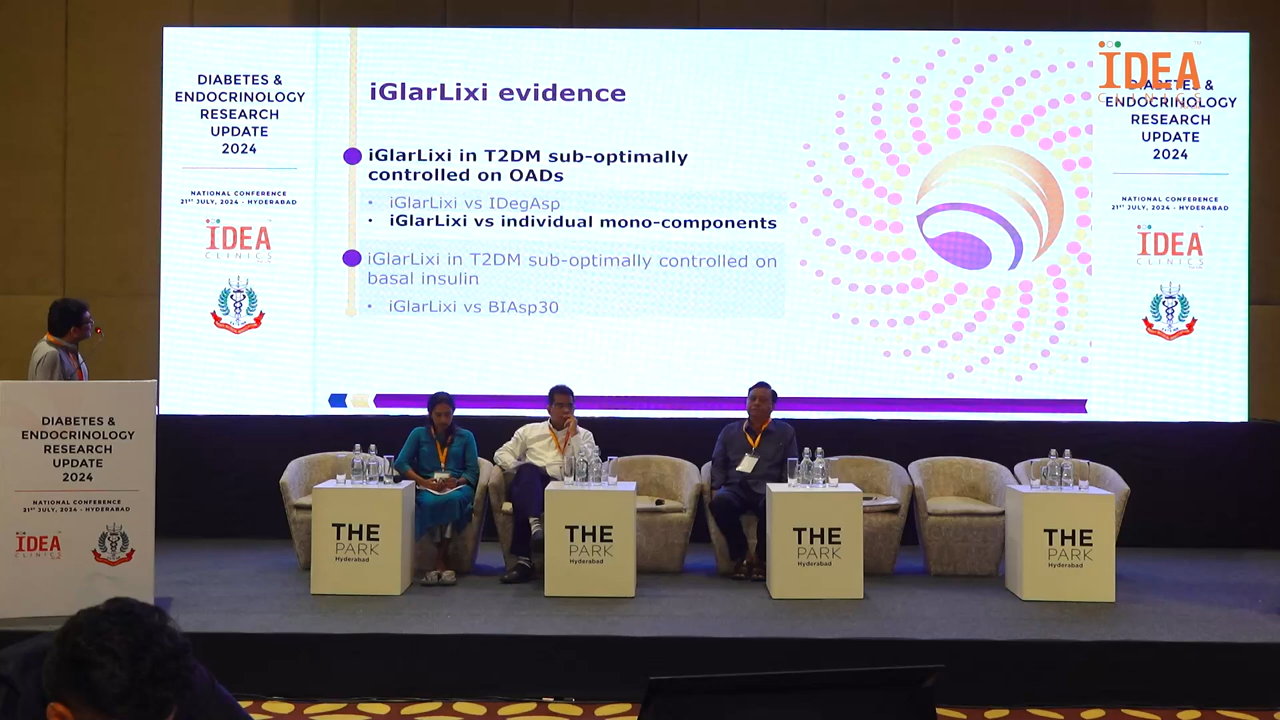 DIABETES &
ENDOCRINOLOGY
RESEARCH
UPDATE
2024
NATIONAL CONFERENCE
21ST JULY, 2024 - HYDERABAD
IDEA
CLINICS
iGlarLixi evidence
iGlarLixi in T2DM sub-optimally
controlled on OADs
• iGlarLixi vs IDegAsp
• iGlarLixi vs individual mono-components
iGlarLixi in T2DM sub-optimally controlled on
basal insulin
• iGlarLixi vs BIAsp30
IDEA
CLINICS
DIABETES &
ENDOCRINOLOGY
RESEARCH
UPDATE
2024
NATIONAL CONFERENCE
21ST JULY, 2024 - HYDERABAD
IDEA
CLINICS
DIABETES &
ENDOCRINOLOGY
RESEARCH
UPDATE
2024
NATIONAL CONFERENCE
21ST JULY, 2024 - HYDERABAD
IDEA
CLINICS
THE
PARK
Hyderabad
THE
PARK
Hyderabad
THE
PARK
Hyderabad
THE
PARK
Hyderabad